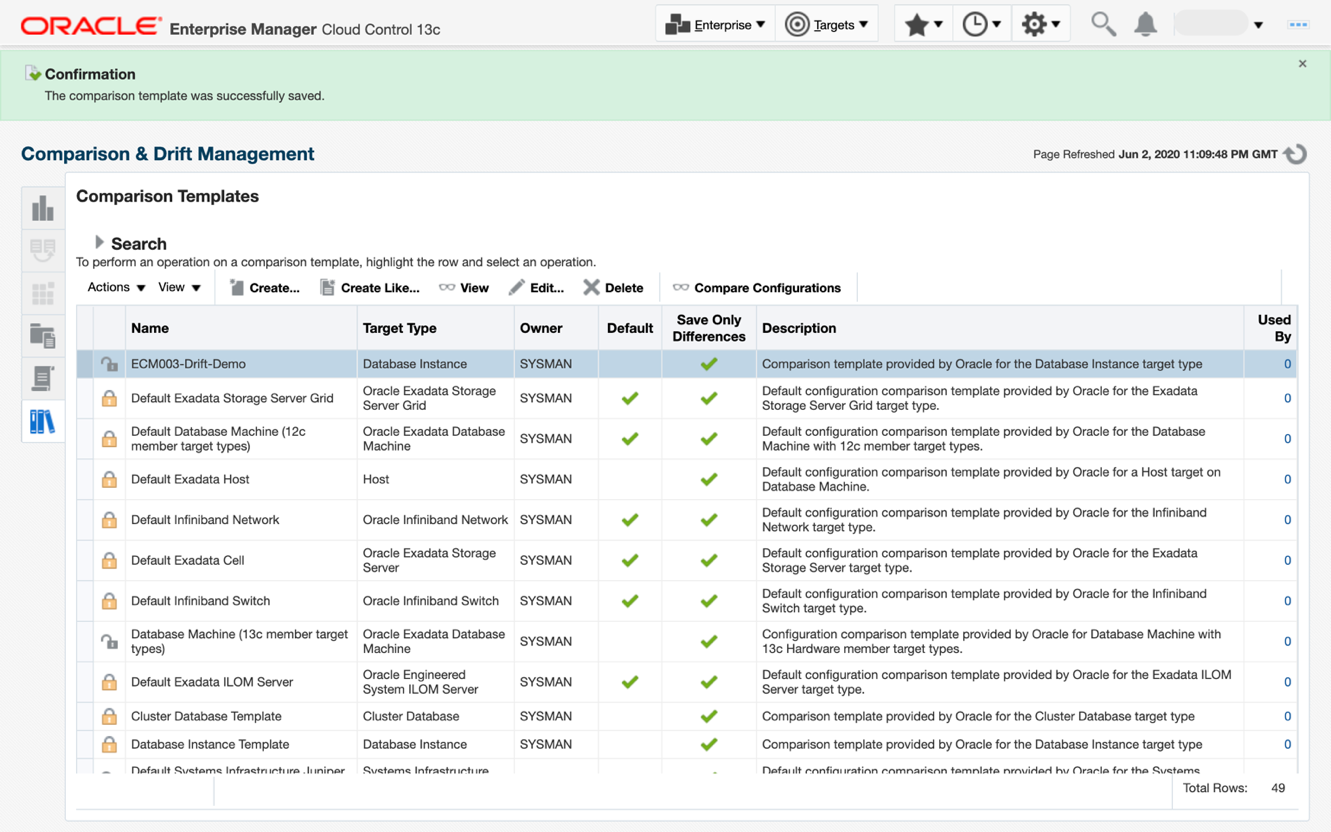 ORACLE® Enterprise Manager Cloud Control 13c Enterprise ▼ Targets ▼
Confirmation
The comparison template was successfully saved.
Comparison & Drift Management
Page Refreshed Jun 2, 2020 11:09:48 PM GMT
Comparison Templates
Search
To perform an operation on a comparison template, highlight the row and select an operation.
Actions ▼ View ▼ Create... Create Like... View Edit... Delete Compare Configurations
Name Target Type Owner Default Save Only Differences Description Used By
ECM003-Drift-Demo Database Instance SYSMAN Comparison template provided by Oracle for the Database Instance target type 0
Default Exadata Storage Server Grid Oracle Exadata Storage Server Grid SYSMAN Default configuration comparison template provided by Oracle for the Exadata Storage Server Grid target type. 0
Default Database Machine (12c member target types) Oracle Exadata Database Machine SYSMAN Default configuration comparison template provided by Oracle for the Database Machine with 12c member target types. 0
Default Exadata Host Host SYSMAN Default configuration comparison template provided by Oracle for a Host target on Database Machine. 0
Default Infiniband Network Oracle Infiniband Network SYSMAN Default configuration comparison template provided by Oracle for the Infiniband Network target type. 0
Default Exadata Cell Oracle Exadata Storage Server SYSMAN Default configuration comparison template provided by Oracle for the Exadata Storage Server target type. 0
Default Infiniband Switch Oracle Infiniband Switch SYSMAN Default configuration comparison template provided by Oracle for the Infiniband Switch target type. 0
Database Machine (13c member target types) Oracle Exadata Database Machine SYSMAN Configuration comparison template provided by Oracle for Database Machine with 13c Hardware member target types. 0
Default Exadata ILOM Server Oracle Engineered System ILOM Server SYSMAN Default configuration comparison template provided by Oracle for the Exadata ILOM Server target type. 0
Cluster Database Template Cluster Database SYSMAN Comparison template provided by Oracle for the Cluster Database target type 0
Database Instance Template Database Instance SYSMAN Comparison template provided by Oracle for the Database Instance target type 0
Default Systems Infrastructure Juniper Systems Infrastructure Default configuration comparison template provided by Oracle for the Systems
Total Rows: 49